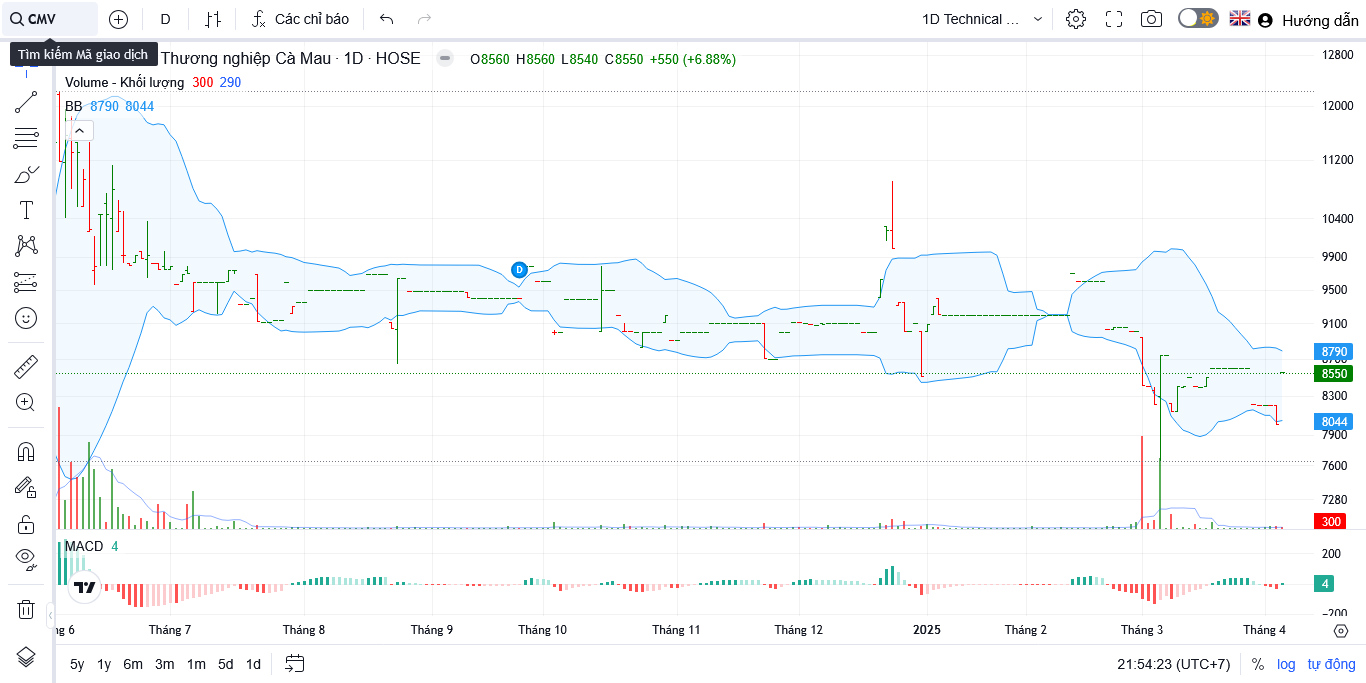 CMV
D
Các chỉ báo
1D Technical ...
Hướng dẫn
Tìm kiếm Mã giao dịch
Thương nghiệp Cà Mau · 1D · HOSE
O8560 H8560 L8540 C8550 +550 (+6.88%)
Volume - Khối lượng 300 290
BB 8790 8044
D
12800
12000
11200
10400
9900
9500
9100
8790
8700
8550
8300
8044
7900
7600
7280
300
MACD 4
200
4
−200
ng 6
Tháng 7
Tháng 8
Tháng 9
Tháng 10
Tháng 11
Tháng 12
2025
Tháng 2
Tháng 3
Tháng 4
5y 1y 6m 3m 1m 5d 1d
21:54:23 (UTC+7)
% log tự động